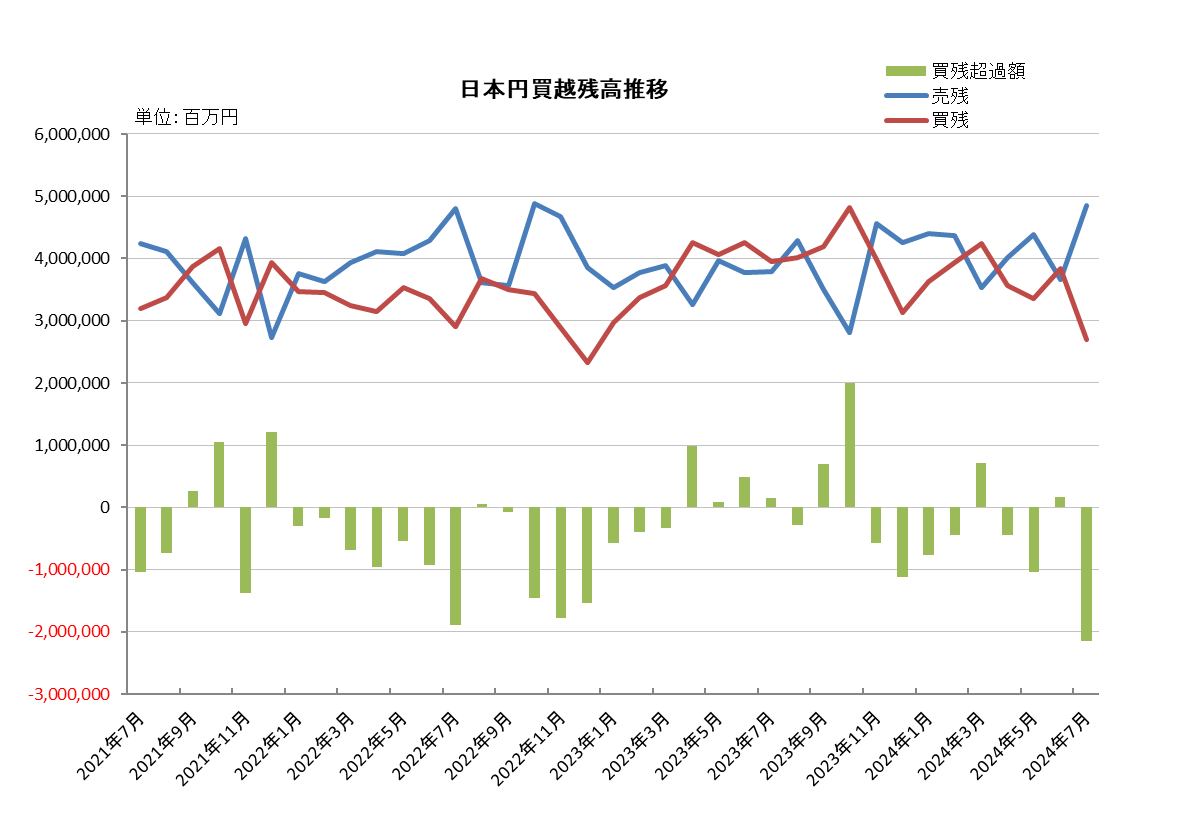 日本円買越残高推移
買残超過額
売残
買残
単位: 百万円
6,000,000
5,000,000
4,000,000
3,000,000
2,000,000
1,000,000
0
-1,000,000
-2,000,000
-3,000,000
2021年7月
2021年9月
2021年11月
2022年1月
2022年3月
2022年5月
2022年7月
2022年9月
2022年11月
2023年1月
2023年3月
2023年5月
2023年7月
2023年9月
2023年11月
2024年1月
2024年3月
2024年5月
2024年7月